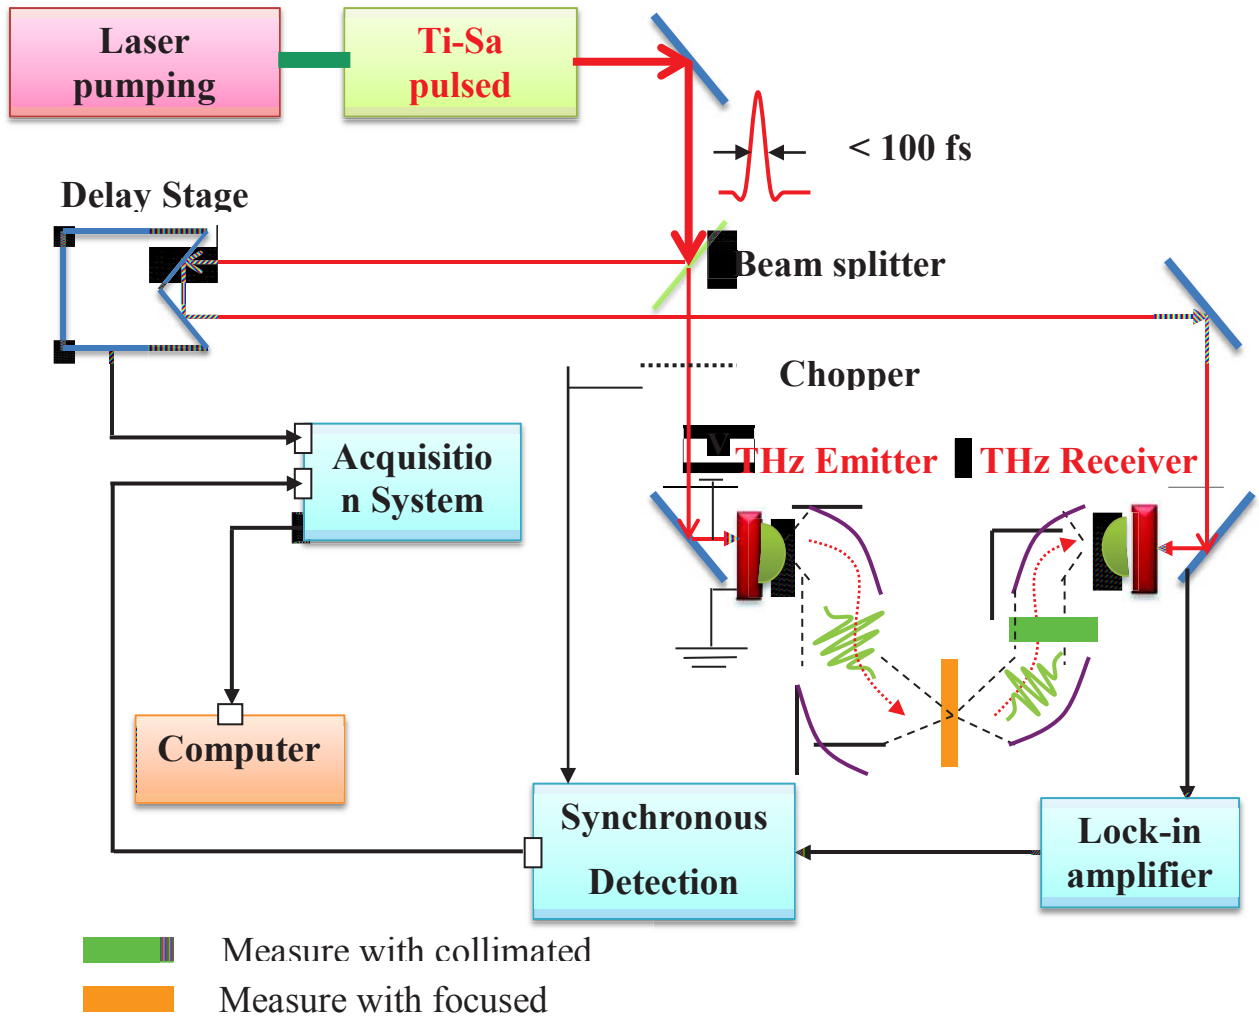 Laser
pumping
Ti-Sa
pulsed
< 100 fs
Delay Stage
Beam splitter
Chopper
V
THz Emitter
THz Receiver
Acquisitio
n System
Computer
Synchronous
Detection
Lock-in
amplifier
Measure with collimated
Measure with focused